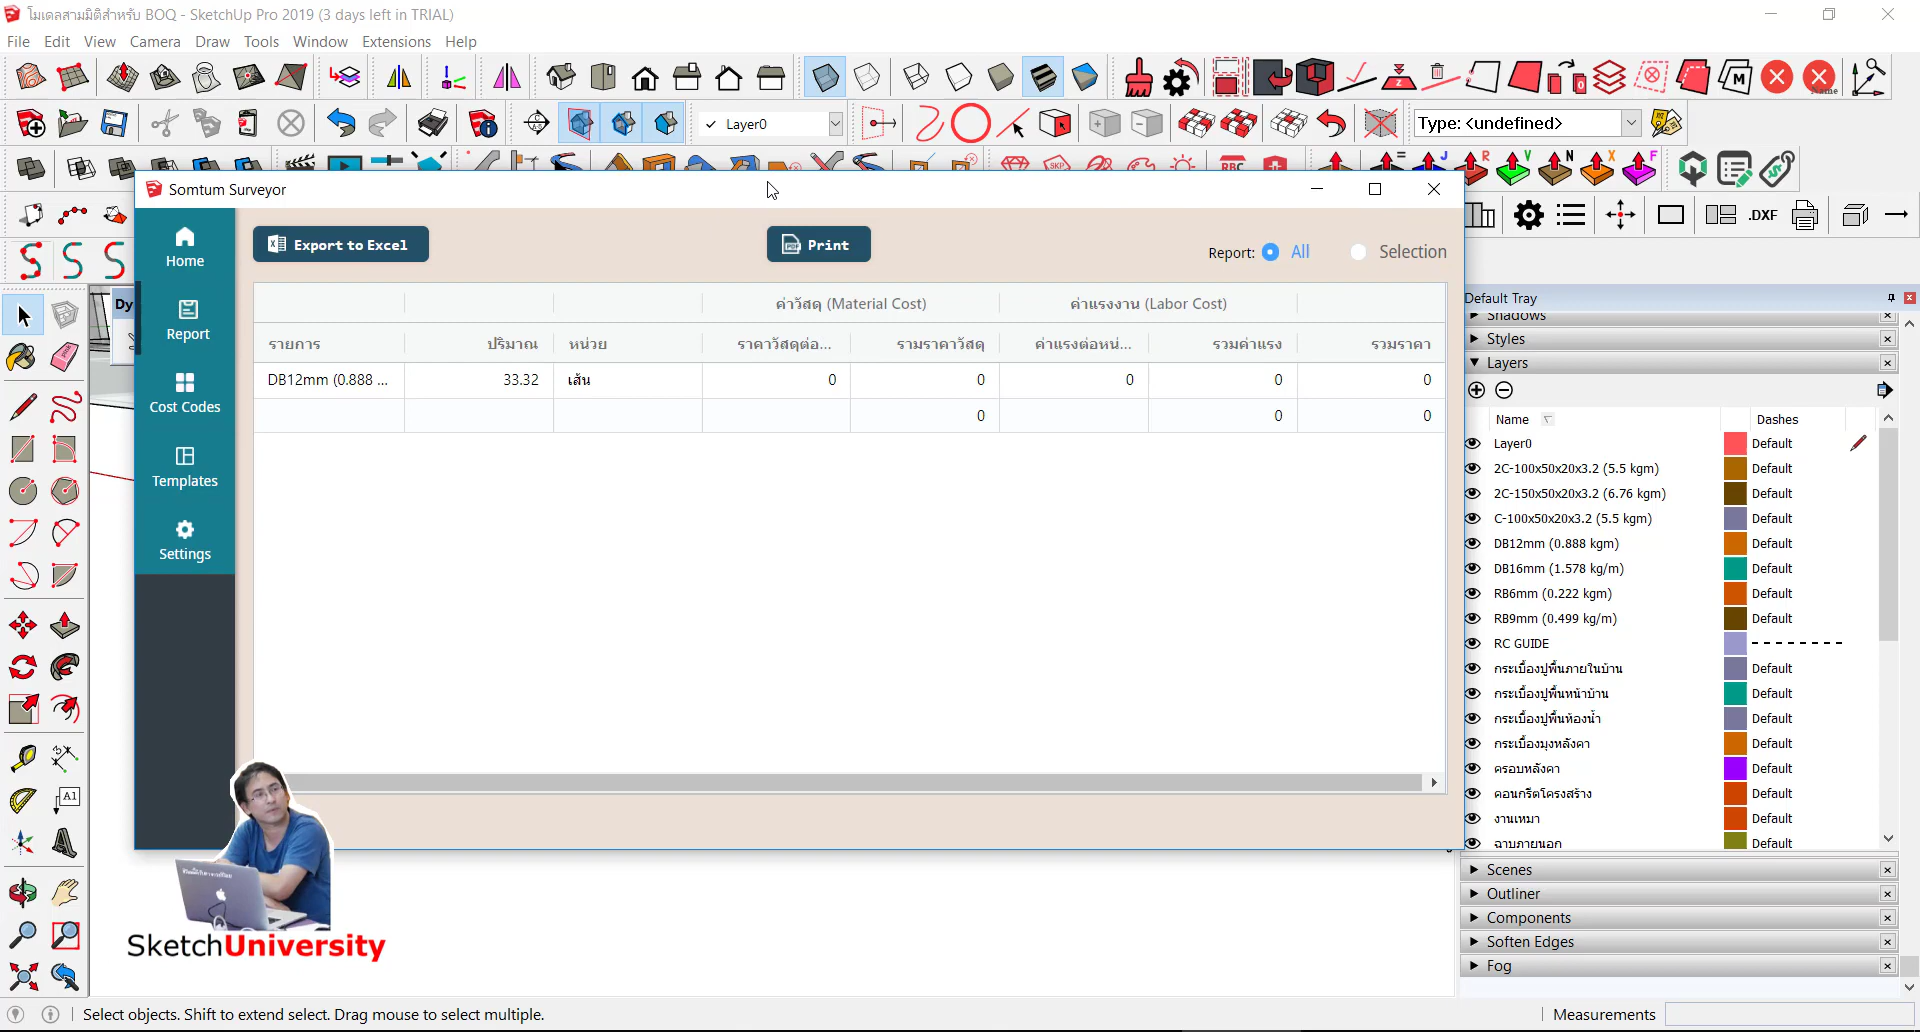 โมเดลสามมิติสำหรับ BOQ - SketchUp Pro 2019 (3 days left in TRIAL)
File Edit View Camera Draw Tools Window Extensions Help
Name
Layer0
Type: <undefined>
Somtum Surveyor
.DXF
Home
Report
Cost Codes
Templates
Settings
Export to Excel
Print
Report: All Selection
ค่าวัสดุ (Material Cost) ค่าแรงงาน (Labor Cost)
รายการ ปริมาณ หน่วย ราคาวัสดุต่อ... รามราคาวัสดุ ค่าแรงต่อหน่... รวมค่าแรง รวมราคา
DB12mm (0.888 ... 33.32 เส้น 0 0 0 0 0
0 0 0
Dy
A1
Default Tray
Shadows
Styles
Layers
Name Dashes
Layer0 Default
2C-100x50x20x3.2 (5.5 kgm) Default
2C-150x50x20x3.2 (6.76 kgm) Default
C-100x50x20x3.2 (5.5 kgm) Default
DB12mm (0.888 kgm) Default
DB16mm (1.578 kg/m) Default
RB6mm (0.222 kgm) Default
RB9mm (0.499 kg/m) Default
RC GUIDE
กระเบื้องปูพื้นภายในบ้าน Default
กระเบื้องปูพื้นหน้าบ้าน Default
กระเบื้องปูพื้นห้องน้ำ Default
กระเบื้องมุงหลังคา Default
ครอบหลังคา Default
คอนกรีตโครงสร้าง Default
งานเหมา Default
ฉาบภายนอก Default
Scenes
Outliner
Components
Soften Edges
Fog
SketchUniversity
Select objects. Shift to extend select. Drag mouse to select multiple.
Measurements